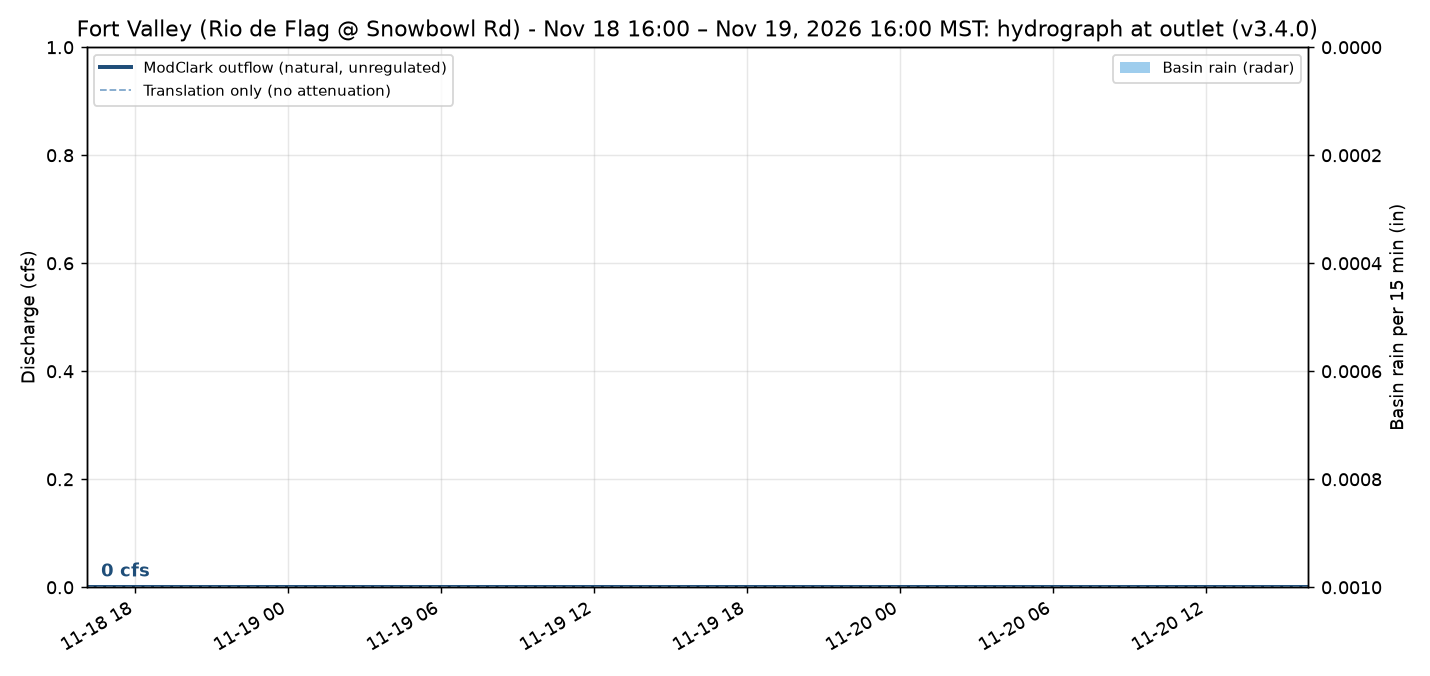 Fort Valley (Rio de Flag @ Snowbowl Rd) - Nov 18 16:00 – Nov 19, 2026 16:00 MST: hydrograph at outlet (v3.4.0)
ModClark outflow (natural, unregulated)
Translation only (no attenuation)
Basin rain (radar)
Discharge (cfs)
1.0
0.8
0.6
0.4
0.2
0.0
0 cfs
0.0000
0.0002
0.0004
0.0006
0.0008
0.0010
Basin rain per 15 min (in)
11-18 18
11-19 00
11-19 06
11-19 12
11-19 18
11-20 00
11-20 06
11-20 12